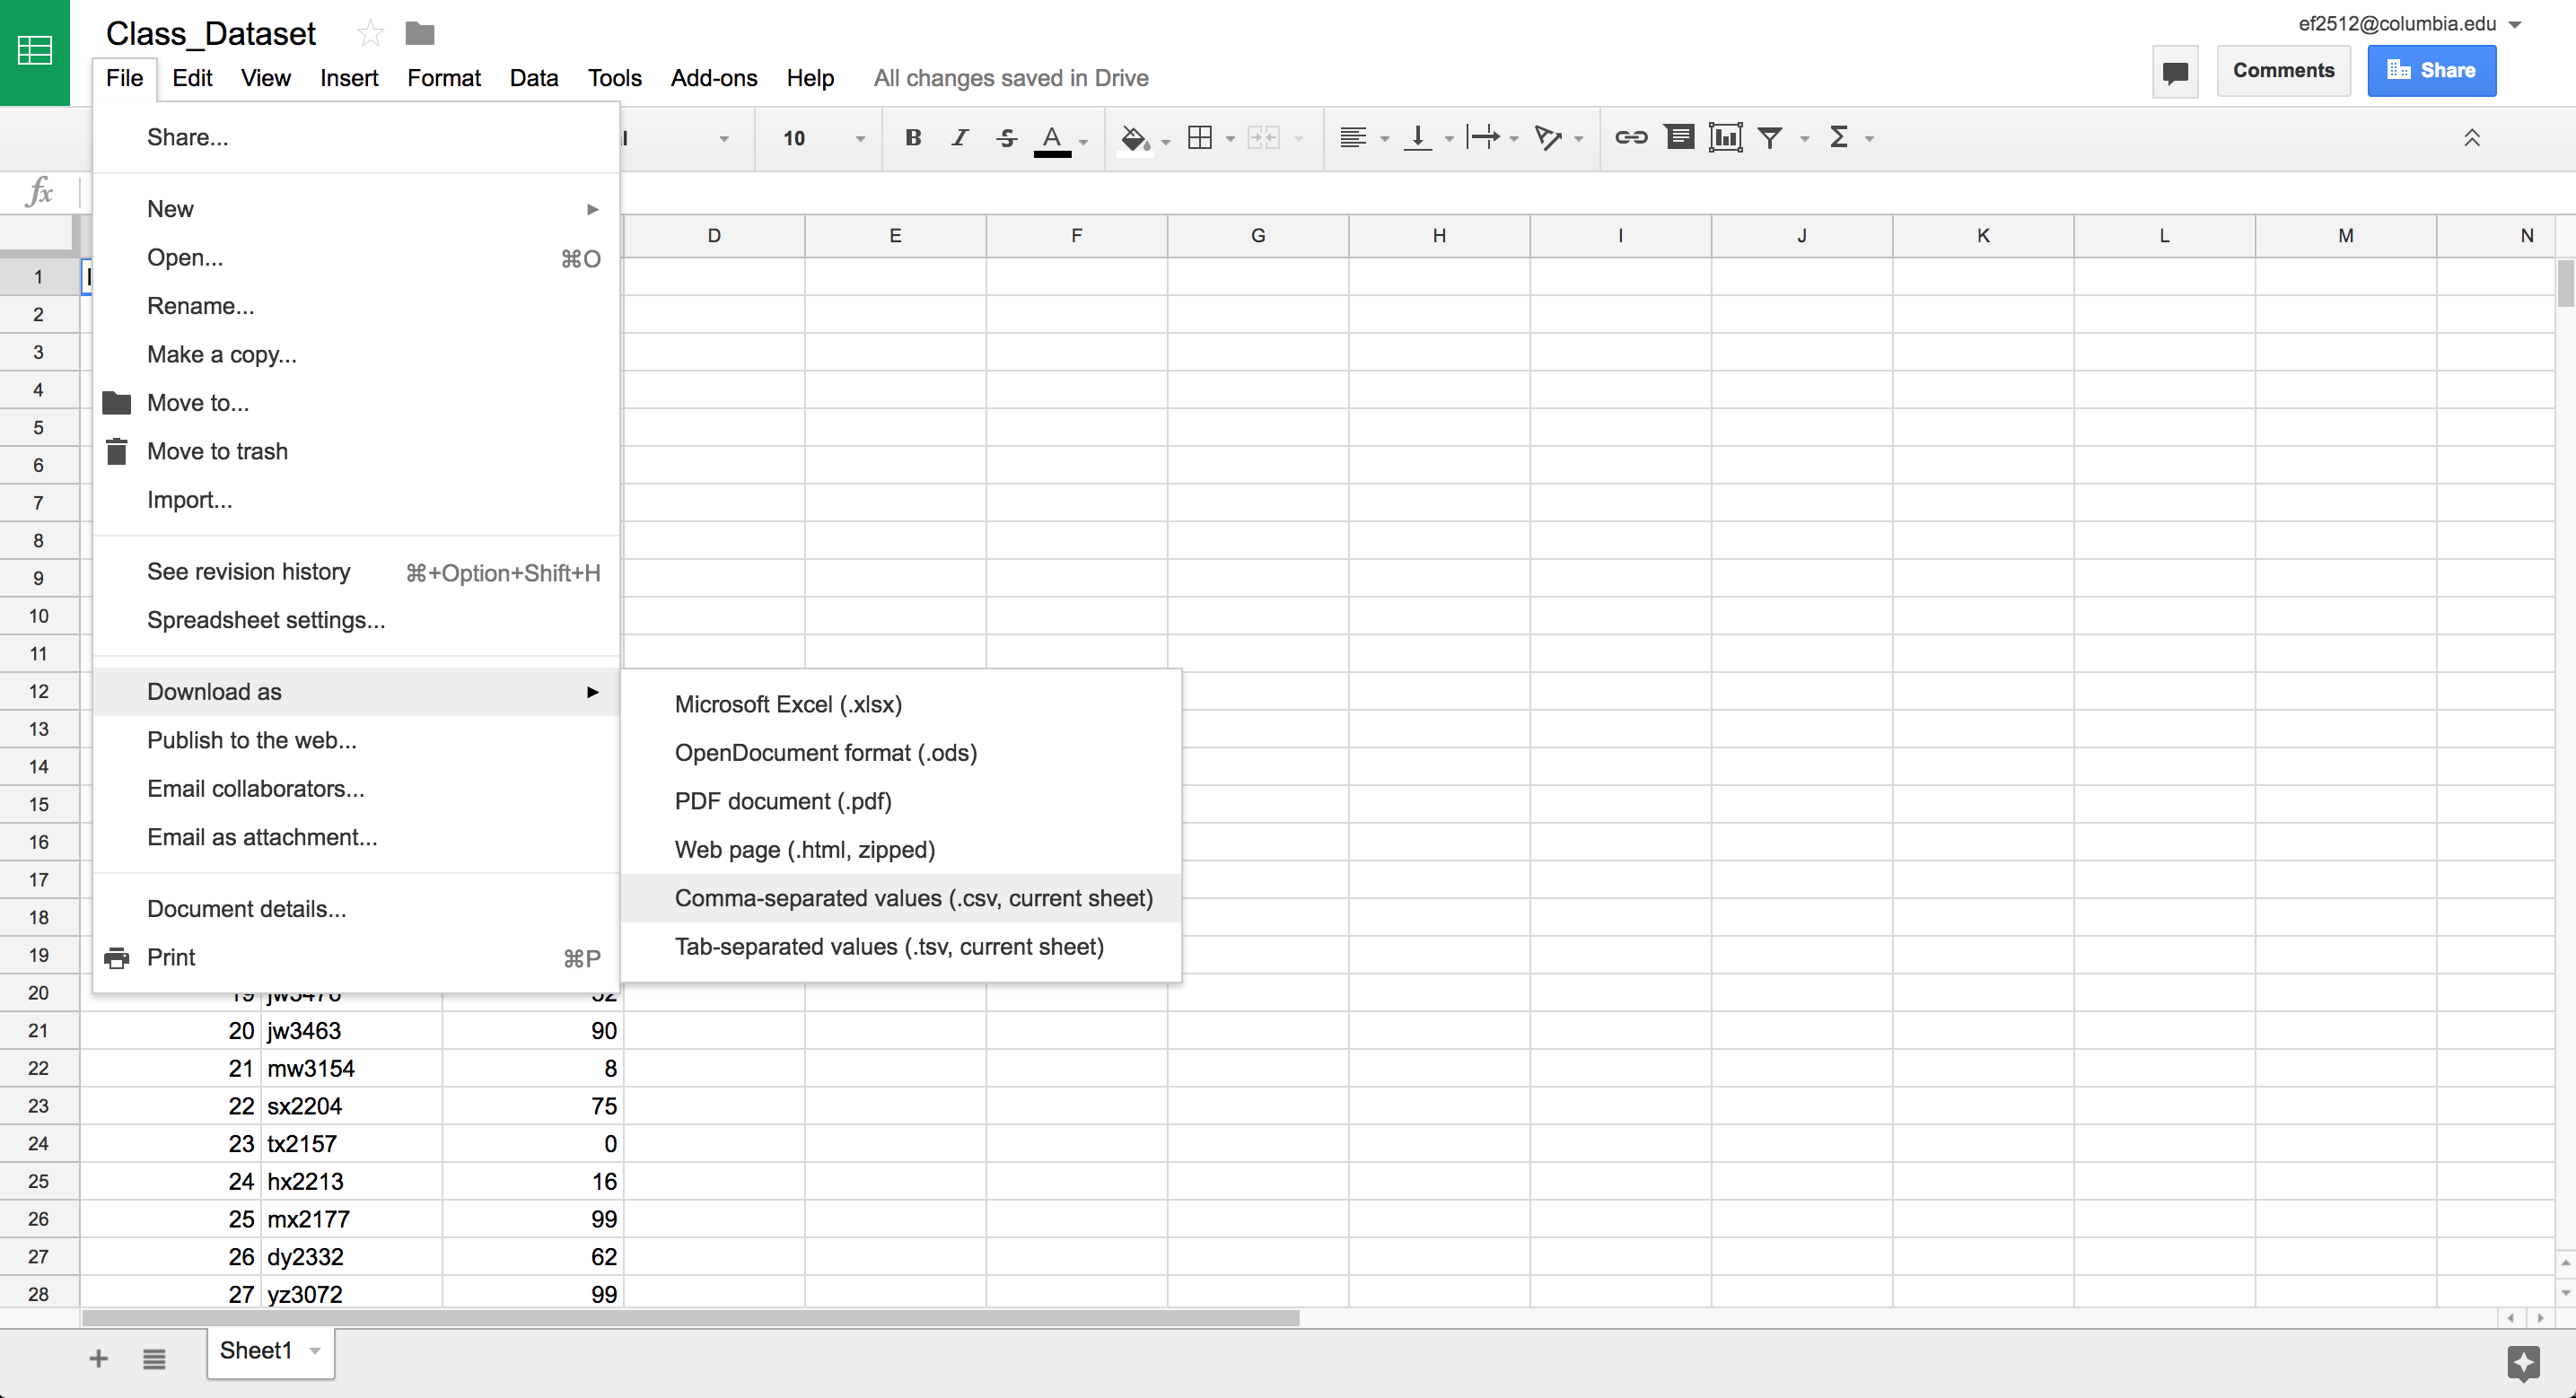 Class_Dataset
ef2512@columbia.edu
File Edit View Insert Format Data Tools Add-ons Help All changes saved in Drive
Comments Share
10 B I S A Σ
fx
Share...
New
Open... ⌘O
Rename...
Make a copy...
Move to...
Move to trash
Import...
See revision history ⌘+Option+Shift+H
Spreadsheet settings...
Download as
Publish to the web...
Email collaborators...
Email as attachment...
Document details...
Print ⌘P
Microsoft Excel (.xlsx)
OpenDocument format (.ods)
PDF document (.pdf)
Web page (.html, zipped)
Comma-separated values (.csv, current sheet)
Tab-separated values (.tsv, current sheet)
D E F G H I J K L M N
1
2
3
4
5
6
7
8
9
10
11
12
13
14
15
16
17
18
19
20 19 jw3476 52
21 20 jw3463 90
22 21 mw3154 8
23 22 sx2204 75
24 23 tx2157 0
25 24 hx2213 16
26 25 mx2177 99
27 26 dy2332 62
28 27 yz3072 99
Sheet1